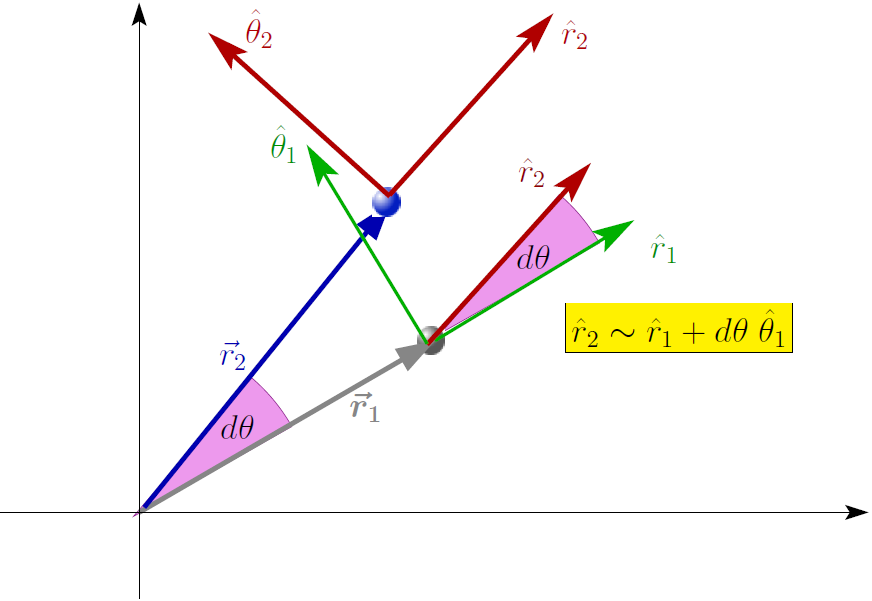 θ̂₂
r̂₂
θ̂₁
r̂₂
r̂₁
dθ
r̂₂ ∼ r̂₁ + dθ θ̂₁
r⃗₂
r⃗₁
dθ